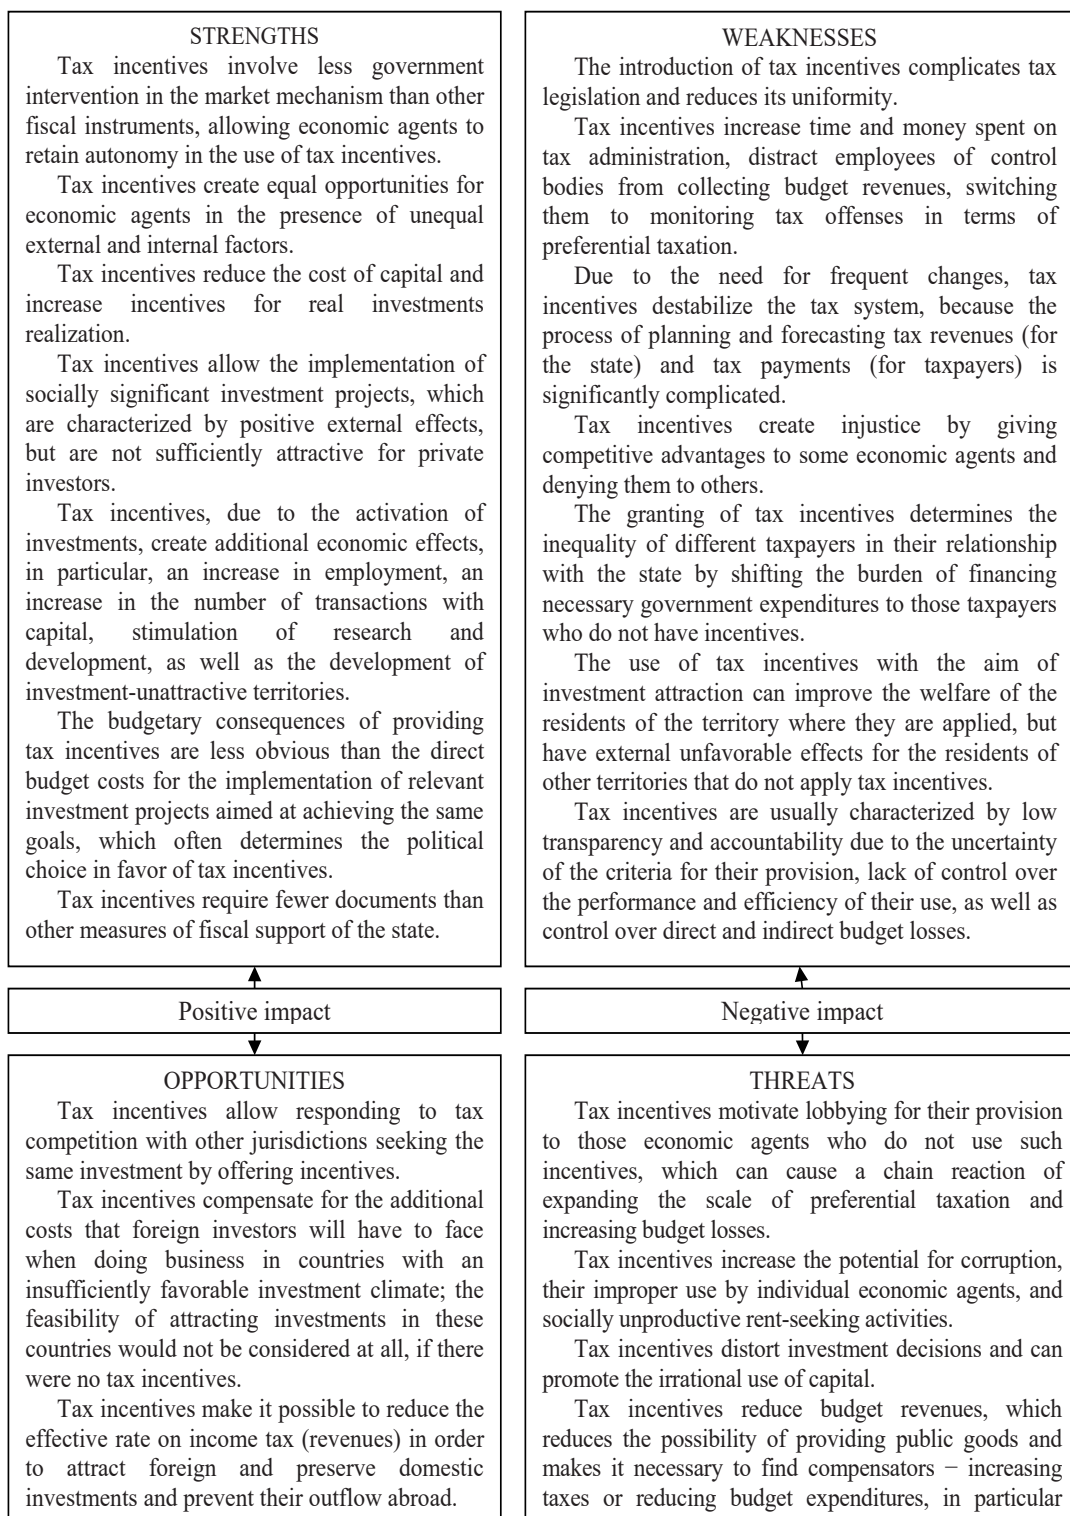 STRENGTHS
Tax incentives involve less government
intervention in the market mechanism than other
fiscal instruments, allowing economic agents to
retain autonomy in the use of tax incentives.
Tax incentives create equal opportunities for
economic agents in the presence of unequal
external and internal factors.
Tax incentives reduce the cost of capital and
increase incentives for real investments
realization.
Tax incentives allow the implementation of
socially significant investment projects, which
are characterized by positive external effects,
but are not sufficiently attractive for private
investors.
Tax incentives, due to the activation of
investments, create additional economic effects,
in particular, an increase in employment, an
increase in the number of transactions with
capital, stimulation of research and
development, as well as the development of
investment-unattractive territories.
The budgetary consequences of providing
tax incentives are less obvious than the direct
budget costs for the implementation of relevant
investment projects aimed at achieving the same
goals, which often determines the political
choice in favor of tax incentives.
Tax incentives require fewer documents than
other measures of fiscal support of the state.
WEAKNESSES
The introduction of tax incentives complicates tax
legislation and reduces its uniformity.
Tax incentives increase time and money spent on
tax administration, distract employees of control
bodies from collecting budget revenues, switching
them to monitoring tax offenses in terms of
preferential taxation.
Due to the need for frequent changes, tax
incentives destabilize the tax system, because the
process of planning and forecasting tax revenues (for
the state) and tax payments (for taxpayers) is
significantly complicated.
Tax incentives create injustice by giving
competitive advantages to some economic agents and
denying them to others.
The granting of tax incentives determines the
inequality of different taxpayers in their relationship
with the state by shifting the burden of financing
necessary government expenditures to those taxpayers
who do not have incentives.
The use of tax incentives with the aim of
investment attraction can improve the welfare of the
residents of the territory where they are applied, but
have external unfavorable effects for the residents of
other territories that do not apply tax incentives.
Tax incentives are usually characterized by low
transparency and accountability due to the uncertainty
of the criteria for their provision, lack of control over
the performance and efficiency of their use, as well as
control over direct and indirect budget losses.
Positive impact
Negative impact
OPPORTUNITIES
Tax incentives allow responding to tax
competition with other jurisdictions seeking the
same investment by offering incentives.
Tax incentives compensate for the additional
costs that foreign investors will have to face
when doing business in countries with an
insufficiently favorable investment climate; the
feasibility of attracting investments in these
countries would not be considered at all, if there
were no tax incentives.
Tax incentives make it possible to reduce the
effective rate on income tax (revenues) in order
to attract foreign and preserve domestic
investments and prevent their outflow abroad.
THREATS
Tax incentives motivate lobbying for their provision
to those economic agents who do not use such
incentives, which can cause a chain reaction of
expanding the scale of preferential taxation and
increasing budget losses.
Tax incentives increase the potential for corruption,
their improper use by individual economic agents, and
socially unproductive rent-seeking activities.
Tax incentives distort investment decisions and can
promote the irrational use of capital.
Tax incentives reduce budget revenues, which
reduces the possibility of providing public goods and
makes it necessary to find compensators − increasing
taxes or reducing budget expenditures, in particular